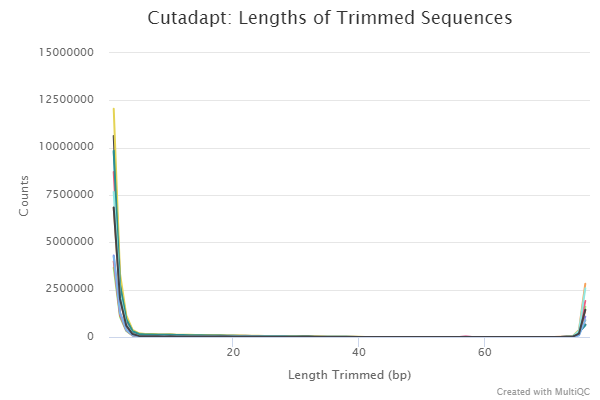 Cutadapt: Lengths of Trimmed Sequences
15000000
12500000
10000000
7500000
5000000
2500000
0
Counts
20 40 60
Length Trimmed (bp)
Created with MultiQC